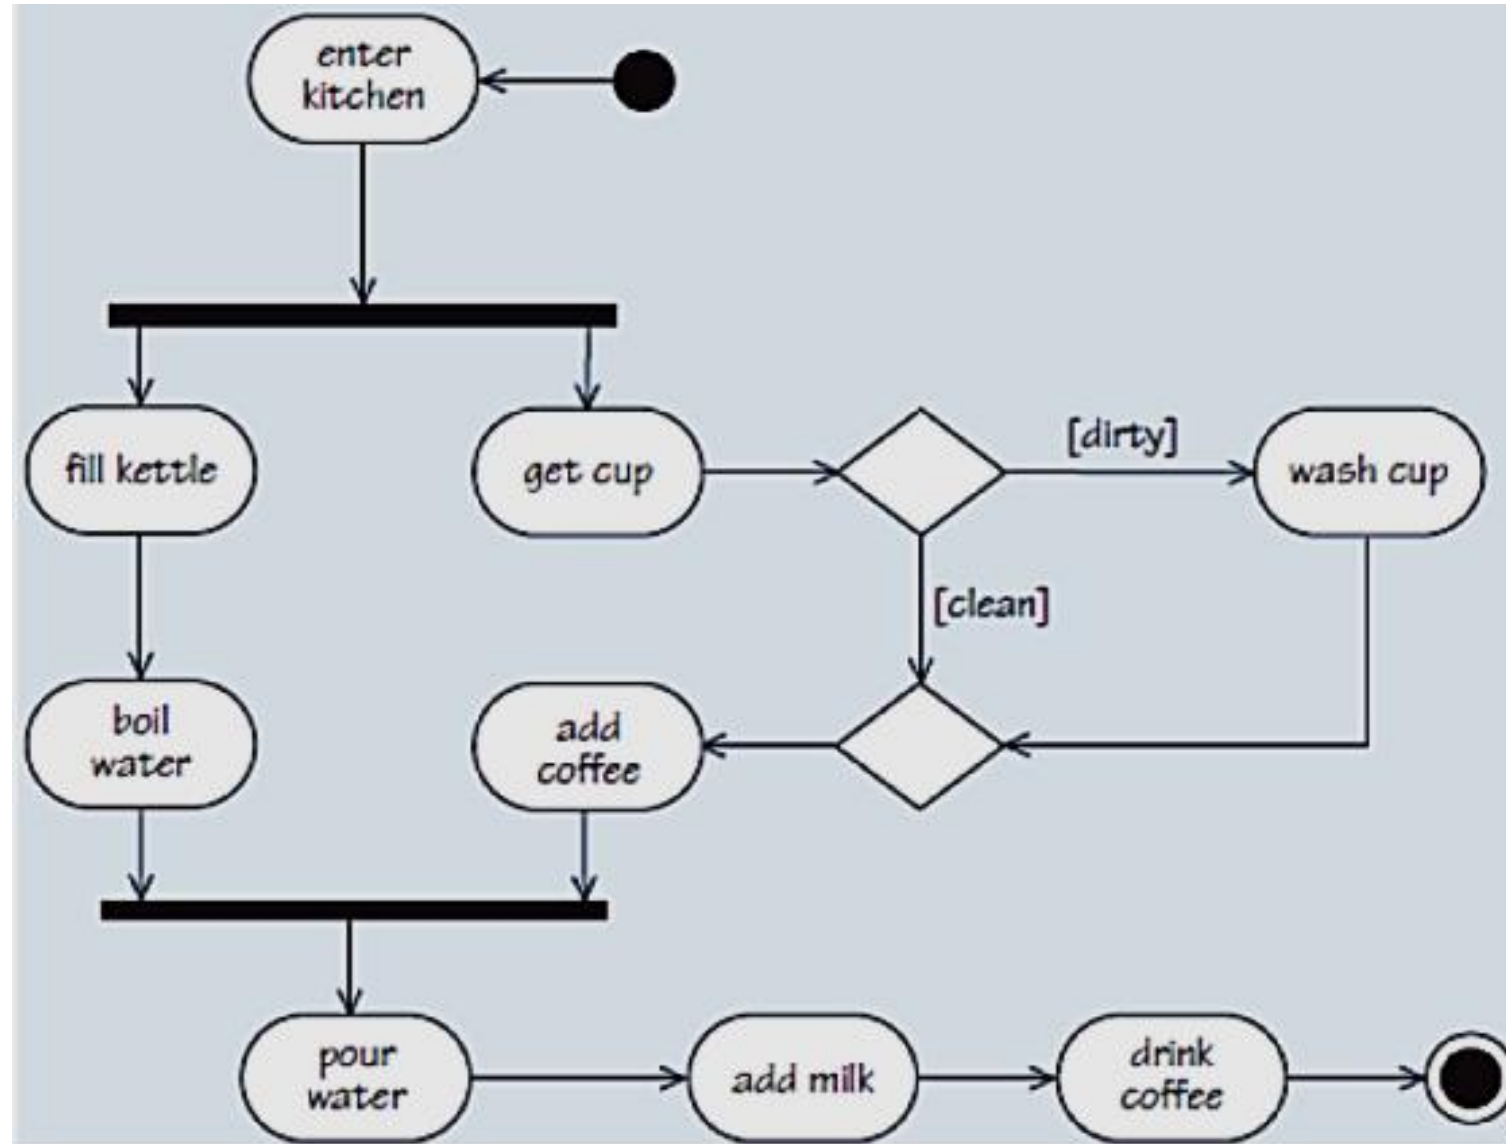 enter
kitchen
fill kettle
get cup
[dirty]
wash cup
[clean]
boil
water
add
coffee
pour
water
add milk
drink
coffee